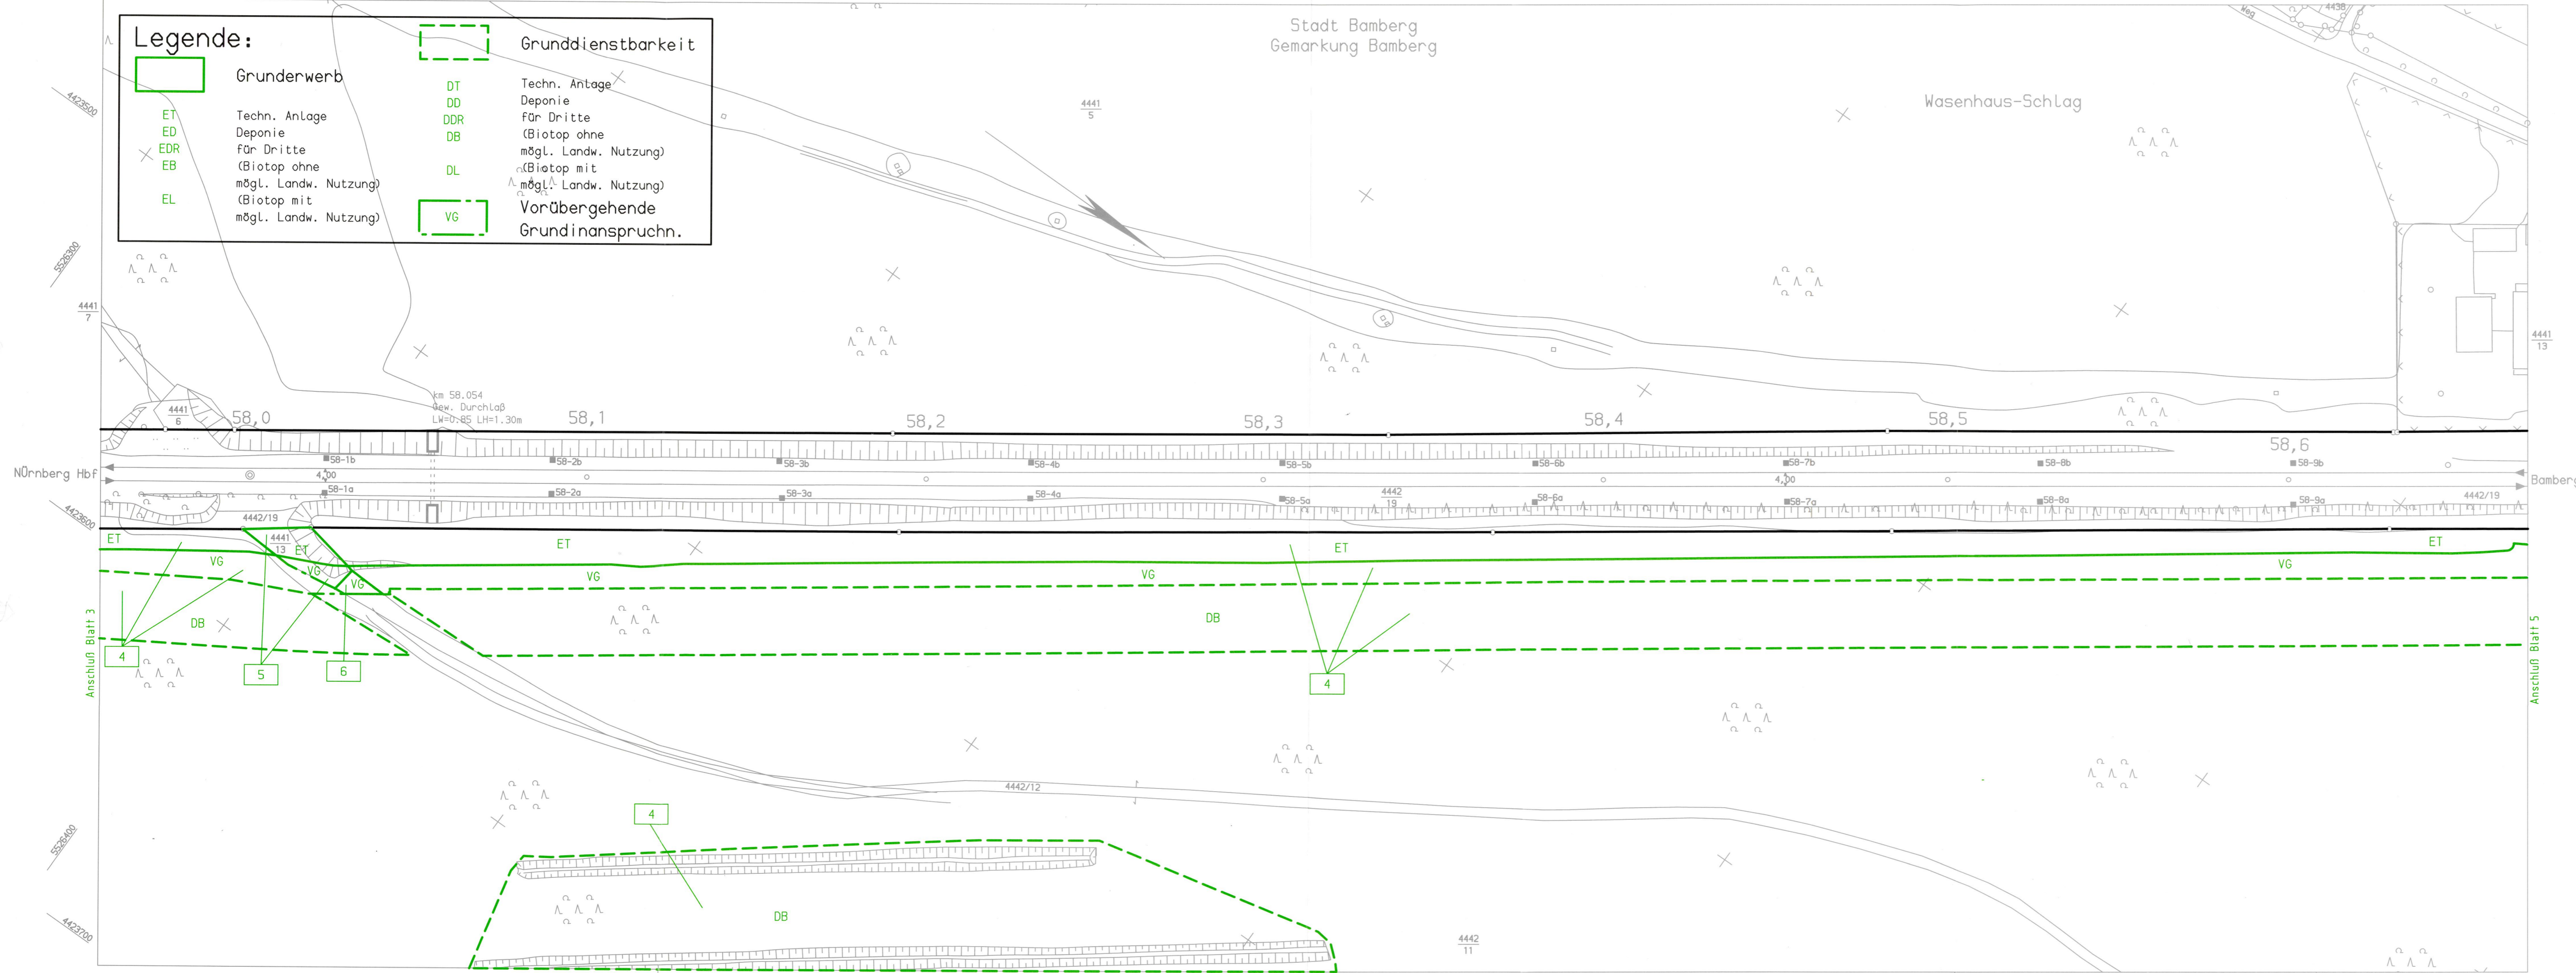 Legende:
Grunderwerb
ET Techn. Anlage
ED Deponie
EDR für Dritte
EB (Biotop ohne
mögl. Landw. Nutzung)
EL (Biotop mit
mögl. Landw. Nutzung)
Grunddienstbarkeit
DT Techn. Anlage
DD Deponie
DDR für Dritte
DB (Biotop ohne
mögl. Landw. Nutzung)
DL (Biotop mit
mögl. Landw. Nutzung)
VG Vorübergehende
Grundinanspruchn.
Stadt Bamberg
Gemarkung Bamberg
Wasenhaus-Schlag
Weg
4438
4441
5
4423500
5526300
4441
7
4441
13
4441
6
km 58.054
Gew. Durchlaß
LW=0.85 LH=1.30m
58,0
58,1
58,2
58,3
58,4
58,5
58,6
58-1b
58-2b
58-3b
58-4b
58-5b
58-6b
58-7b
58-8b
58-9b
Nürnberg Hbf
4,00
4,00
Bamberg
58-1a
58-2a
58-3a
58-4a
58-5a
58-6a
58-7a
58-8a
58-9a
4442
19
4442/19
4442/19
4423600
4441
13
ET
ET
ET
ET
ET
VG
VG
VG
VG
VG
VG
DB
DB
4
5
6
4
Anschluß Blatt 3
Anschluß Blatt 5
4442/12
4
DB
5526400
4423700
4442
11